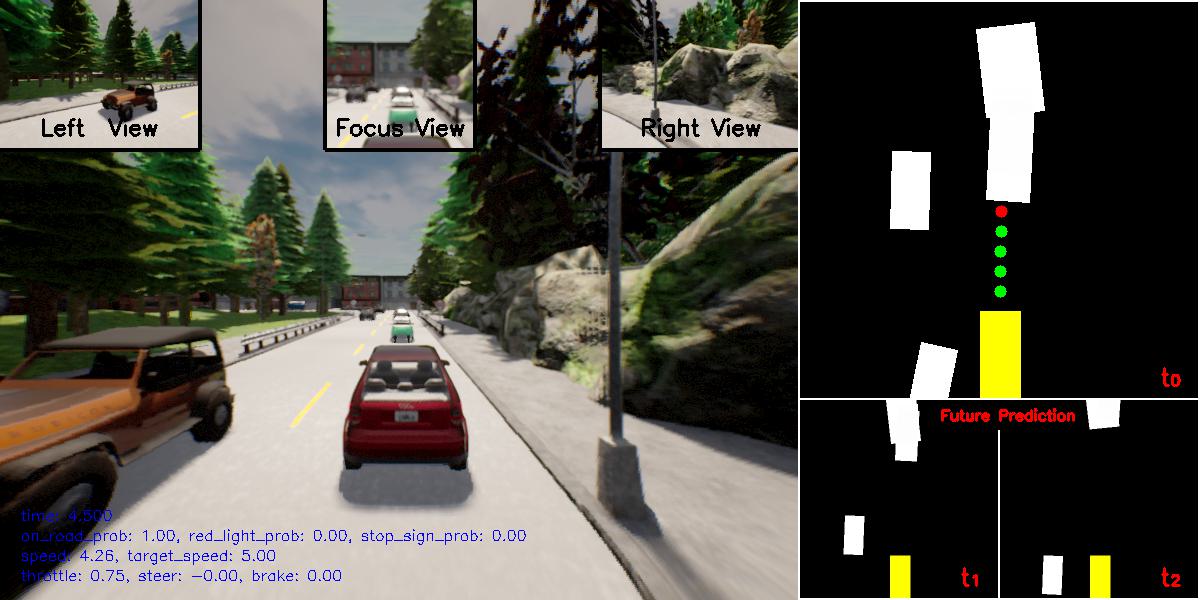 Left View
Focus View
Right View
time: 4.500
on_road_prob: 1.00, red_light_prob: 0.00, stop_sign_prob: 0.00
speed: 4.26, target_speed: 5.00
throttle: 0.75, steer: −0.00, brake: 0.00
t0
Future Prediction
t1
t2